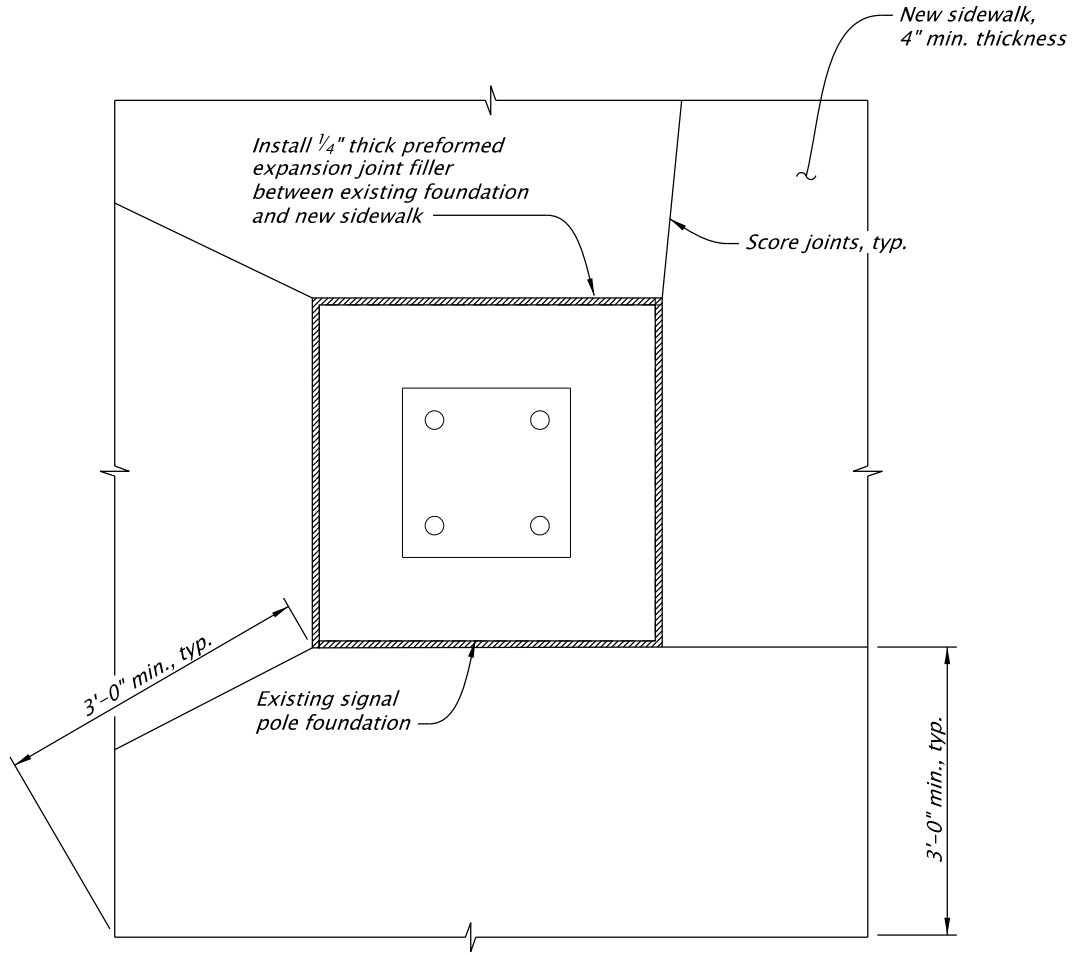 New sidewalk,
4" min. thickness
Install 1/4" thick preformed
expansion joint filler
between existing foundation
and new sidewalk
Score joints, typ.
3'-0" min., typ.
Existing signal
pole foundation
3'-0" min., typ.